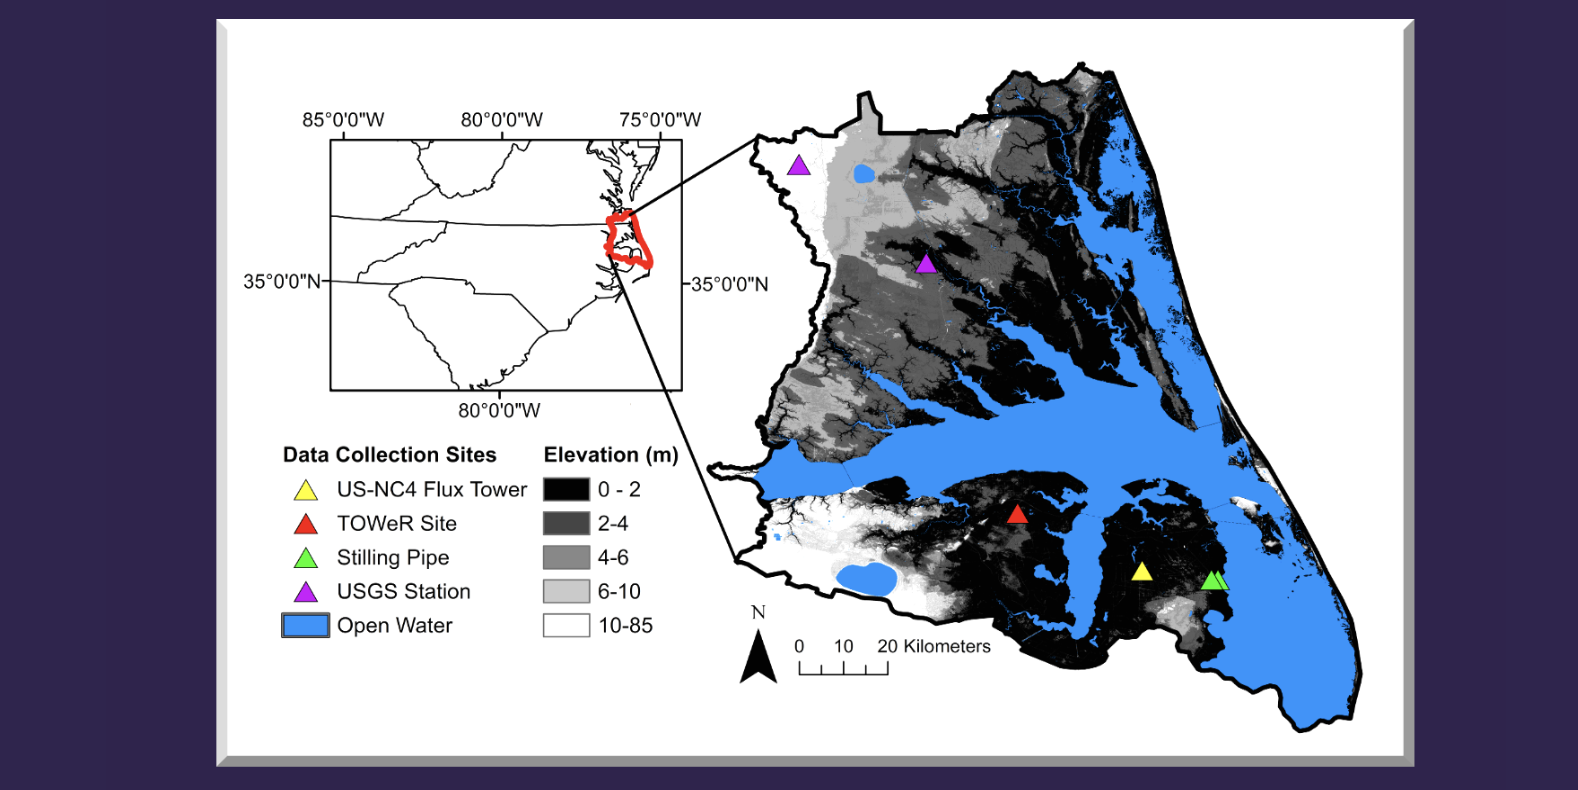 85°0'0"W 80°0'0"W 75°0'0"W
35°0'0"N 35°0'0"N
80°0'0"W
Data Collection Sites
US-NC4 Flux Tower
TOWeR Site
Stilling Pipe
USGS Station
Open Water
Elevation (m)
0 - 2
2-4
4-6
6-10
10-85
N
0 10 20 Kilometers